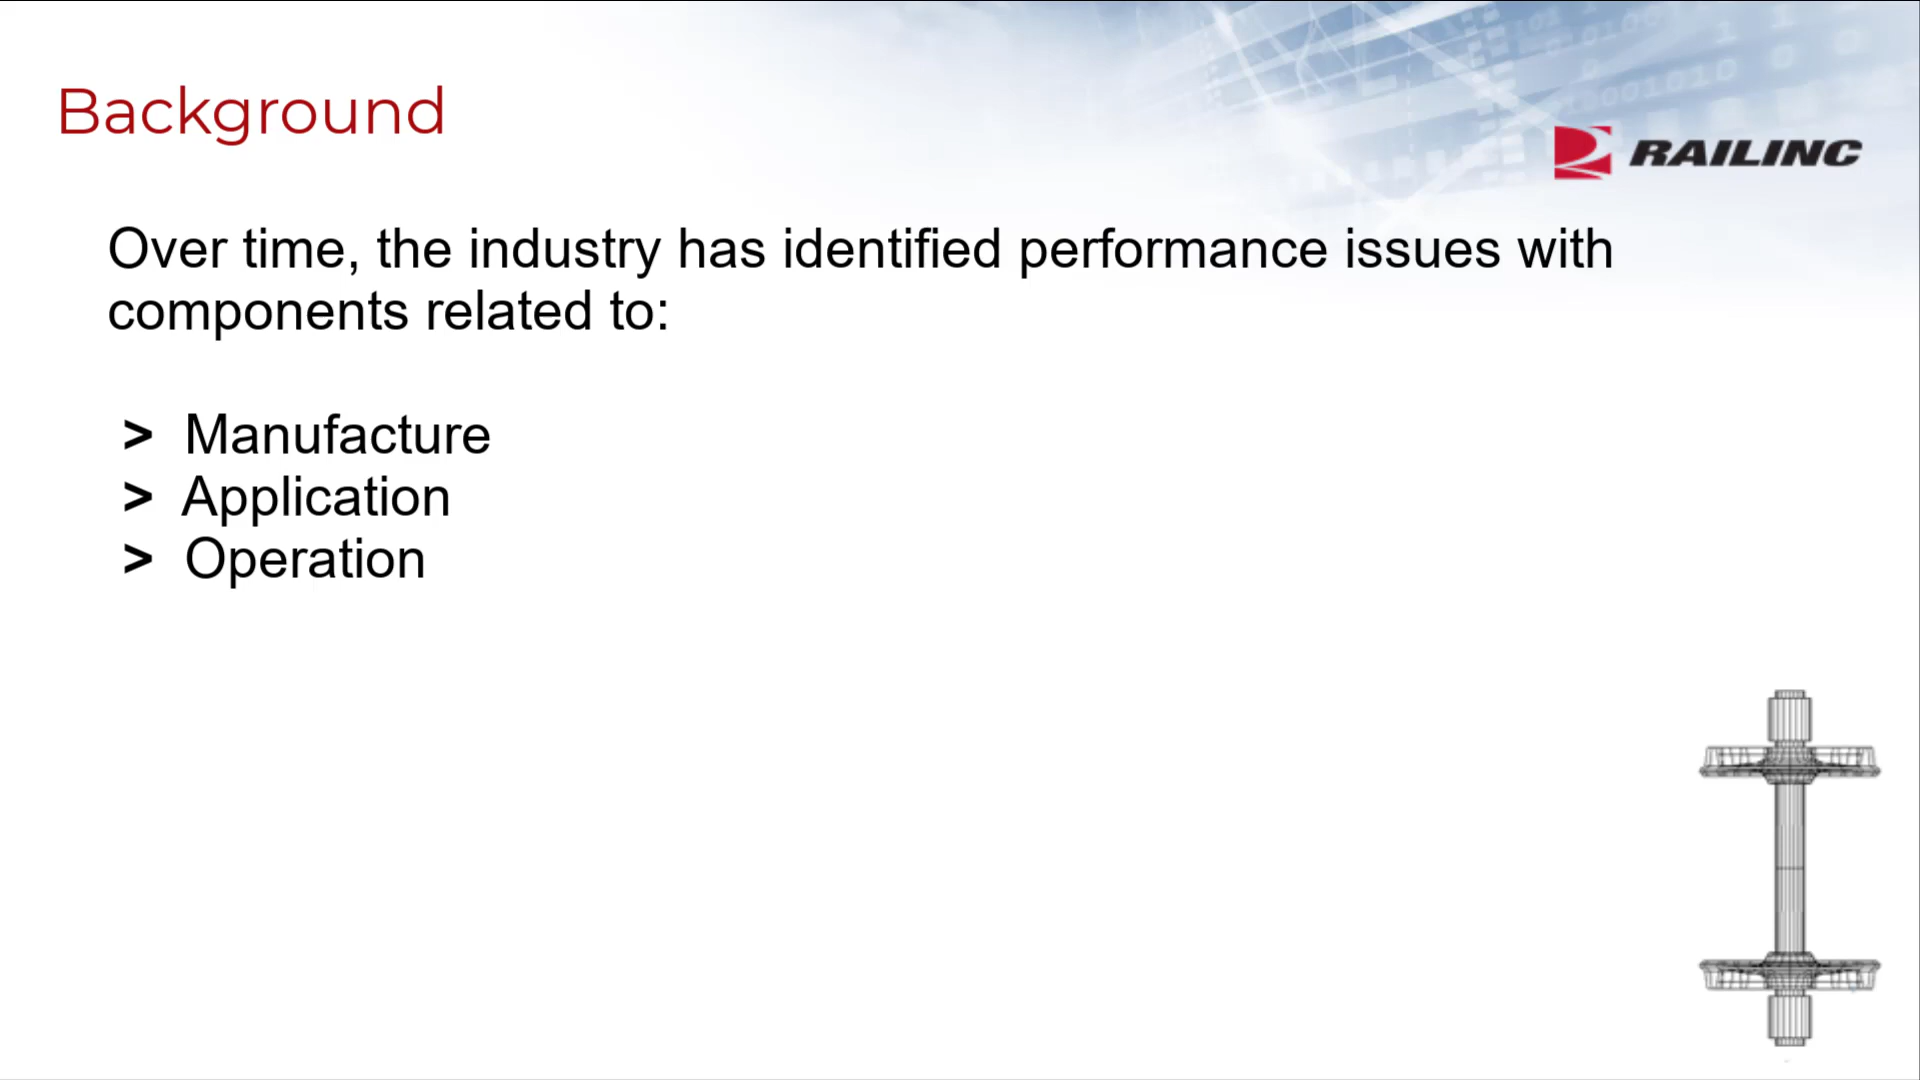 Background
RAILINC
Over time, the industry has identified performance issues with
components related to:
> Manufacture
> Application
> Operation